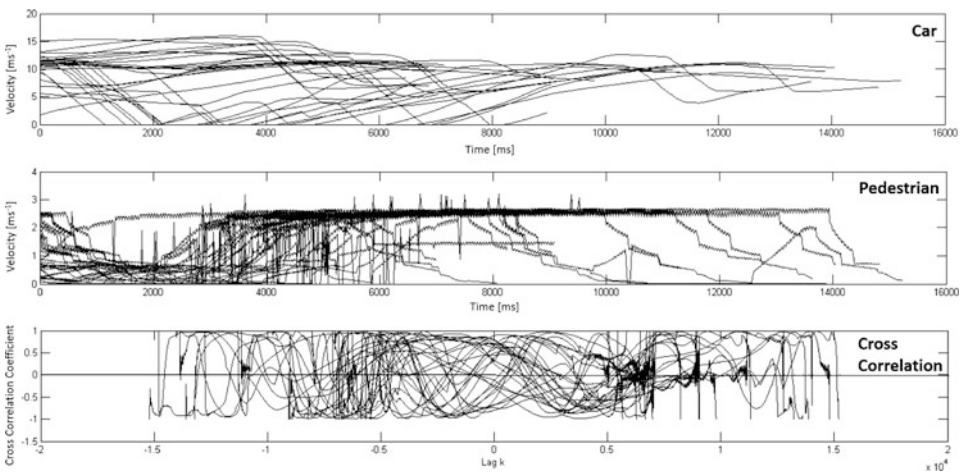 20
15
10
5
0
Velocity [ms-1]
Car
0 2000 4000 6000 8000 10000 12000 14000 16000
Time [ms]
4
3
2
1
0
Velocity [ms-1]
Pedestrian
0 2000 4000 6000 8000 10000 12000 14000 16000
Time [ms]
1
0.5
0
-0.5
-1
-1.5
Cross Correlation Coefficient
Cross
Correlation
-2 -1.5 -1 -0.5 0 0.5 1 1.5 2
Lag k
x 10⁴